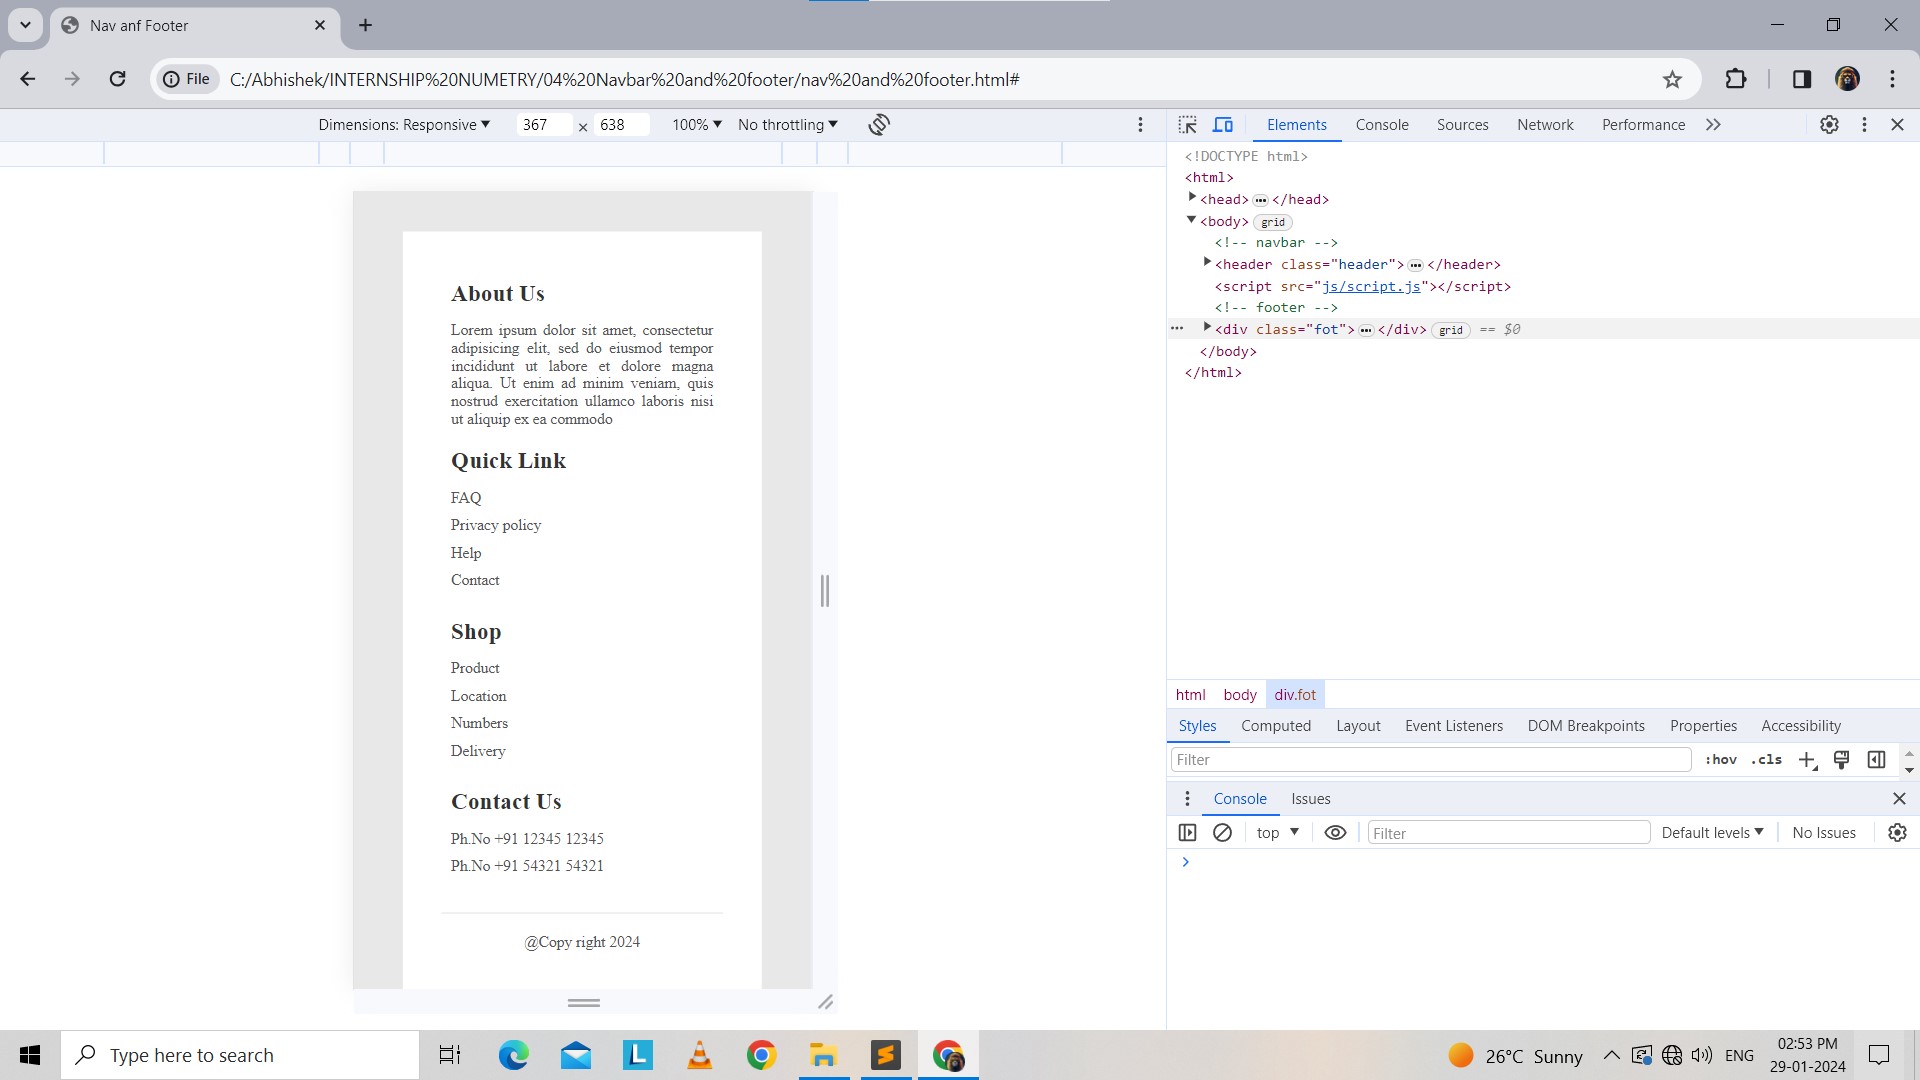 Nav anf Footer
File
C:/Abhishek/INTERNSHIP%20NUMETRY/04%20Navbar%20and%20footer/nav%20and%20footer.html#
Dimensions: Responsive
367 × 638
100%
No throttling
Elements Console Sources Network Performance
<!DOCTYPE html>
<html>
<head>…</head>
<body> grid
<!-- navbar -->
<header class="header">…</header>
<script src="js/script.js"></script>
<!-- footer -->
<div class="fot">…</div> grid == $0
</body>
</html>
About Us
Lorem ipsum dolor sit amet, consectetur
adipisicing elit, sed do eiusmod tempor
incididunt ut labore et dolore magna
aliqua. Ut enim ad minim veniam, quis
nostrud exercitation ullamco laboris nisi
ut aliquip ex ea commodo
Quick Link
FAQ
Privacy policy
Help
Contact
Shop
Product
Location
Numbers
Delivery
Contact Us
Ph.No +91 12345 12345
Ph.No +91 54321 54321
@Copy right 2024
html body div.fot
Styles Computed Layout Event Listeners DOM Breakpoints Properties Accessibility
Filter :hov .cls
Console Issues
top Filter Default levels No Issues
Type here to search
26°C Sunny
ENG
02:53 PM
29-01-2024